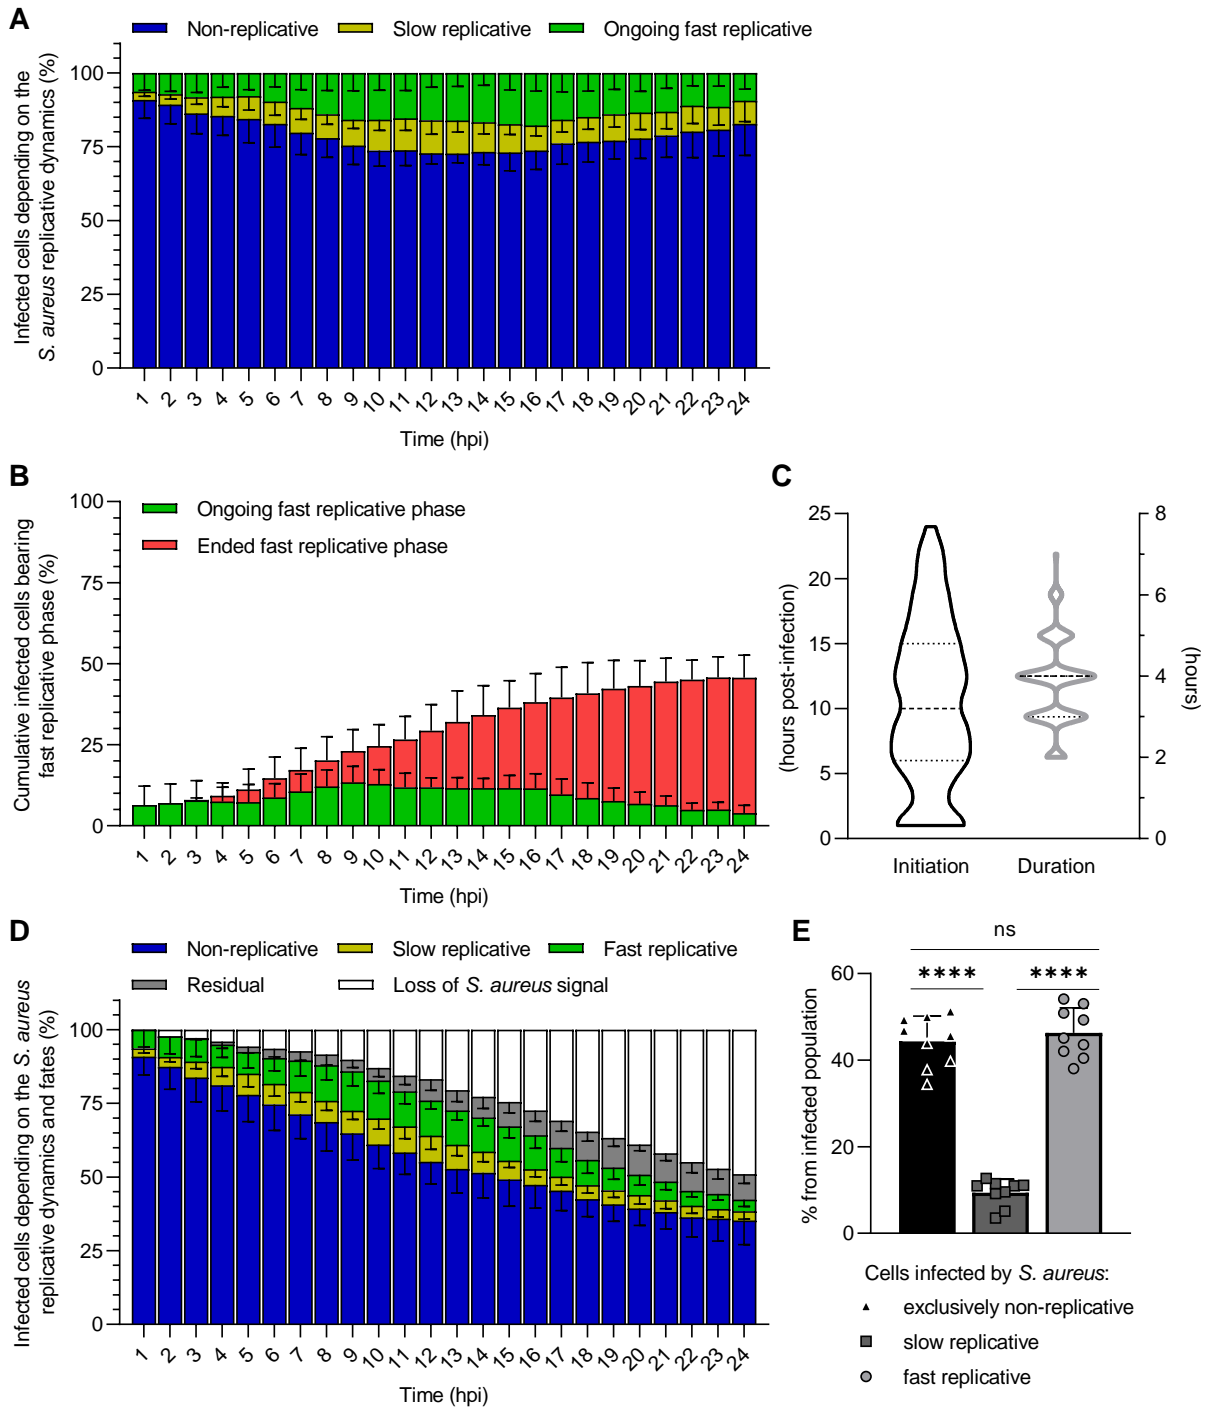 A
Non-replicative
Slow replicative
Ongoing fast replicative
Infected cells depending on the
S. aureus replicative dynamics (%)
100
75
50
25
0
1 2 3 4 5 6 7 8 9 10 11 12 13 14 15 16 17 18 19 20 21 22 23 24
Time (hpi)
B
Ongoing fast replicative phase
Ended fast replicative phase
Cumulative infected cells bearing
fast replicative phase (%)
100
75
50
25
0
1 2 3 4 5 6 7 8 9 10 11 12 13 14 15 16 17 18 19 20 21 22 23 24
Time (hpi)
C
(hours post-infection)
25
20
15
10
5
0
8
6
4
2
0
(hours)
Initiation
Duration
D
Non-replicative
Slow replicative
Fast replicative
Residual
Loss of S. aureus signal
Infected cells depending on the S. aureus
replicative dynamics and fates (%)
100
75
50
25
0
1 2 3 4 5 6 7 8 9 10 11 12 13 14 15 16 17 18 19 20 21 22 23 24
Time (hpi)
E
ns
**** ****
% from infected population
60
40
20
0
Cells infected by S. aureus:
exclusively non-replicative
slow replicative
fast replicative